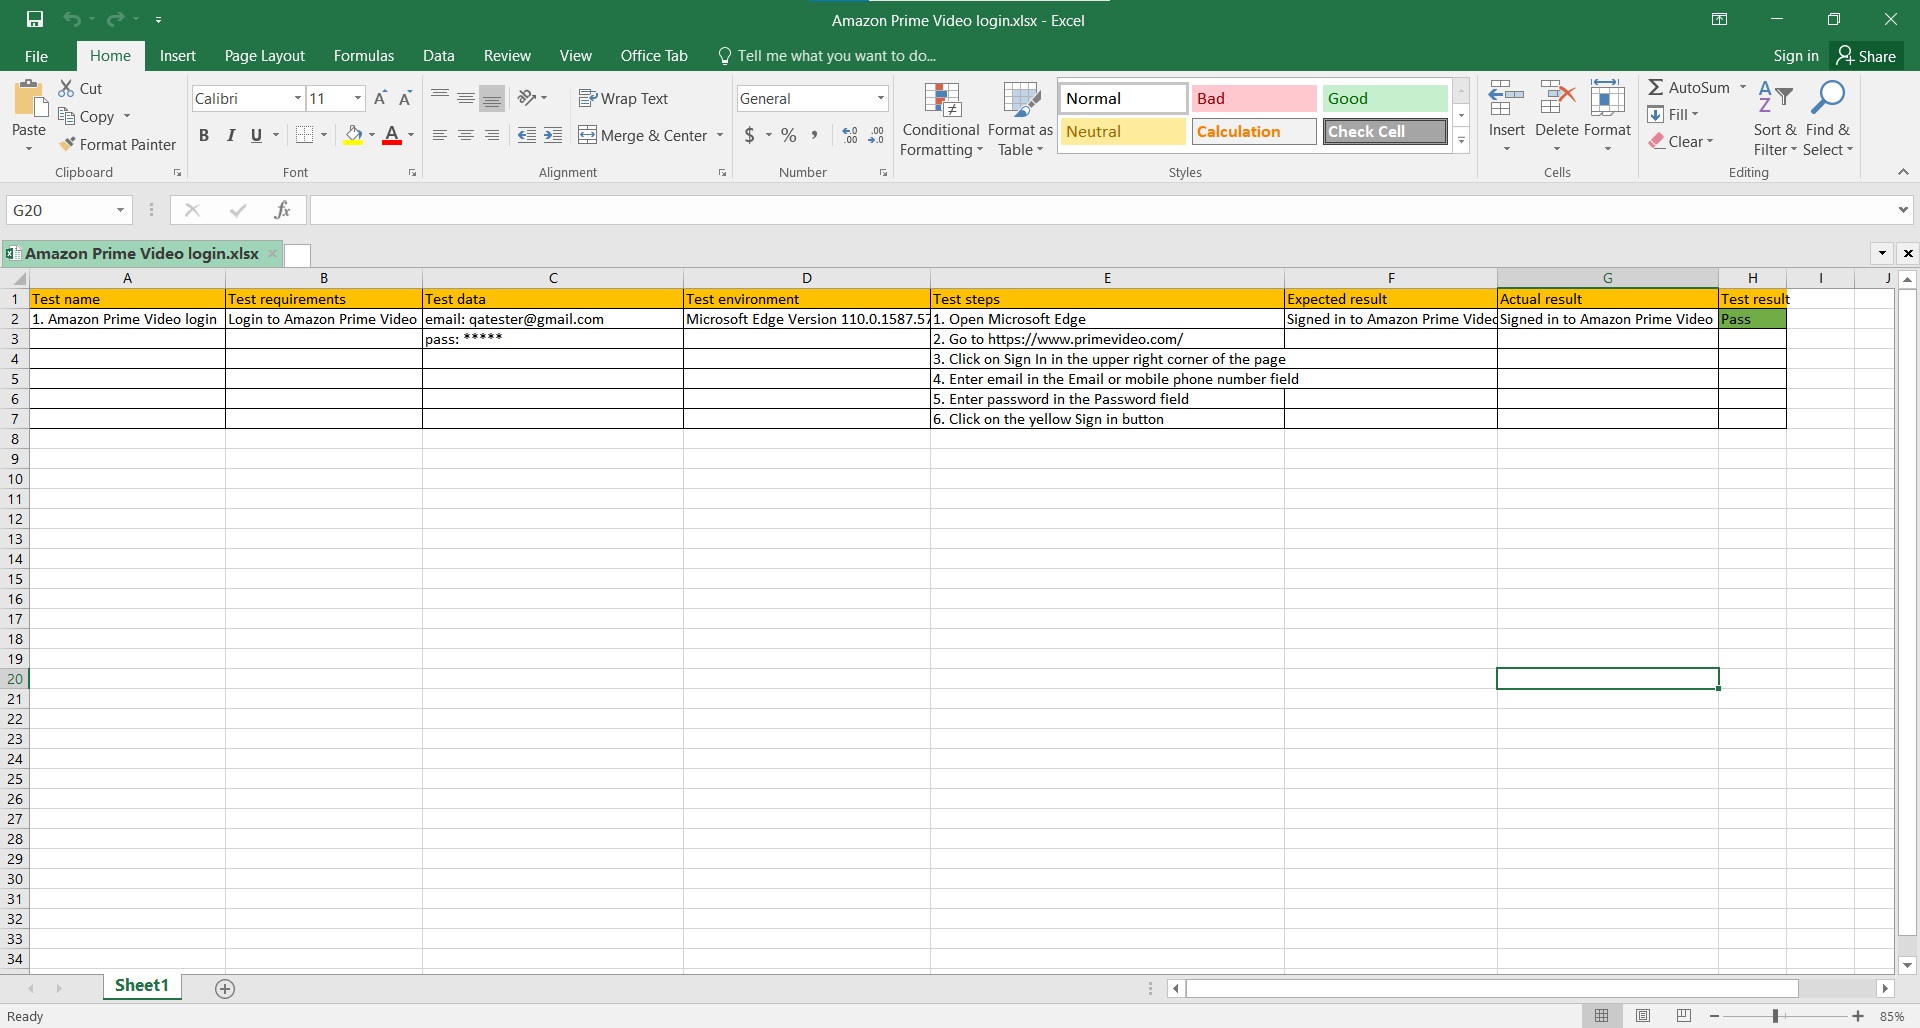 Amazon Prime Video login.xlsx - Excel
File Home Insert Page Layout Formulas Data Review View Office Tab Tell me what you want to do... Sign in Share
Paste
Cut
Copy
Format Painter
Clipboard
Calibri 11
B I U
Font
Wrap Text
Merge & Center
Alignment
General
$ % ,
Number
Conditional Formatting
Format as Table
Normal Bad Good
Neutral Calculation Check Cell
Styles
Insert Delete Format
Cells
AutoSum
Fill
Clear
Sort & Filter
Find & Select
Editing
G20 fx
Amazon Prime Video login.xlsx
A B C D E F G H I J
1 Test name Test requirements Test data Test environment Test steps Expected result Actual result Test result
2 1. Amazon Prime Video login Login to Amazon Prime Video email: qatester@gmail.com Microsoft Edge Version 110.0.1587.57 1. Open Microsoft Edge Signed in to Amazon Prime Video Signed in to Amazon Prime Video Pass
3 pass: ***** 2. Go to https://www.primevideo.com/
4 3. Click on Sign In in the upper right corner of the page
5 4. Enter email in the Email or mobile phone number field
6 5. Enter password in the Password field
7 6. Click on the yellow Sign in button
8
9
10
11
12
13
14
15
16
17
18
19
20
21
22
23
24
25
26
27
28
29
30
31
32
33
34
Sheet1
Ready 85%